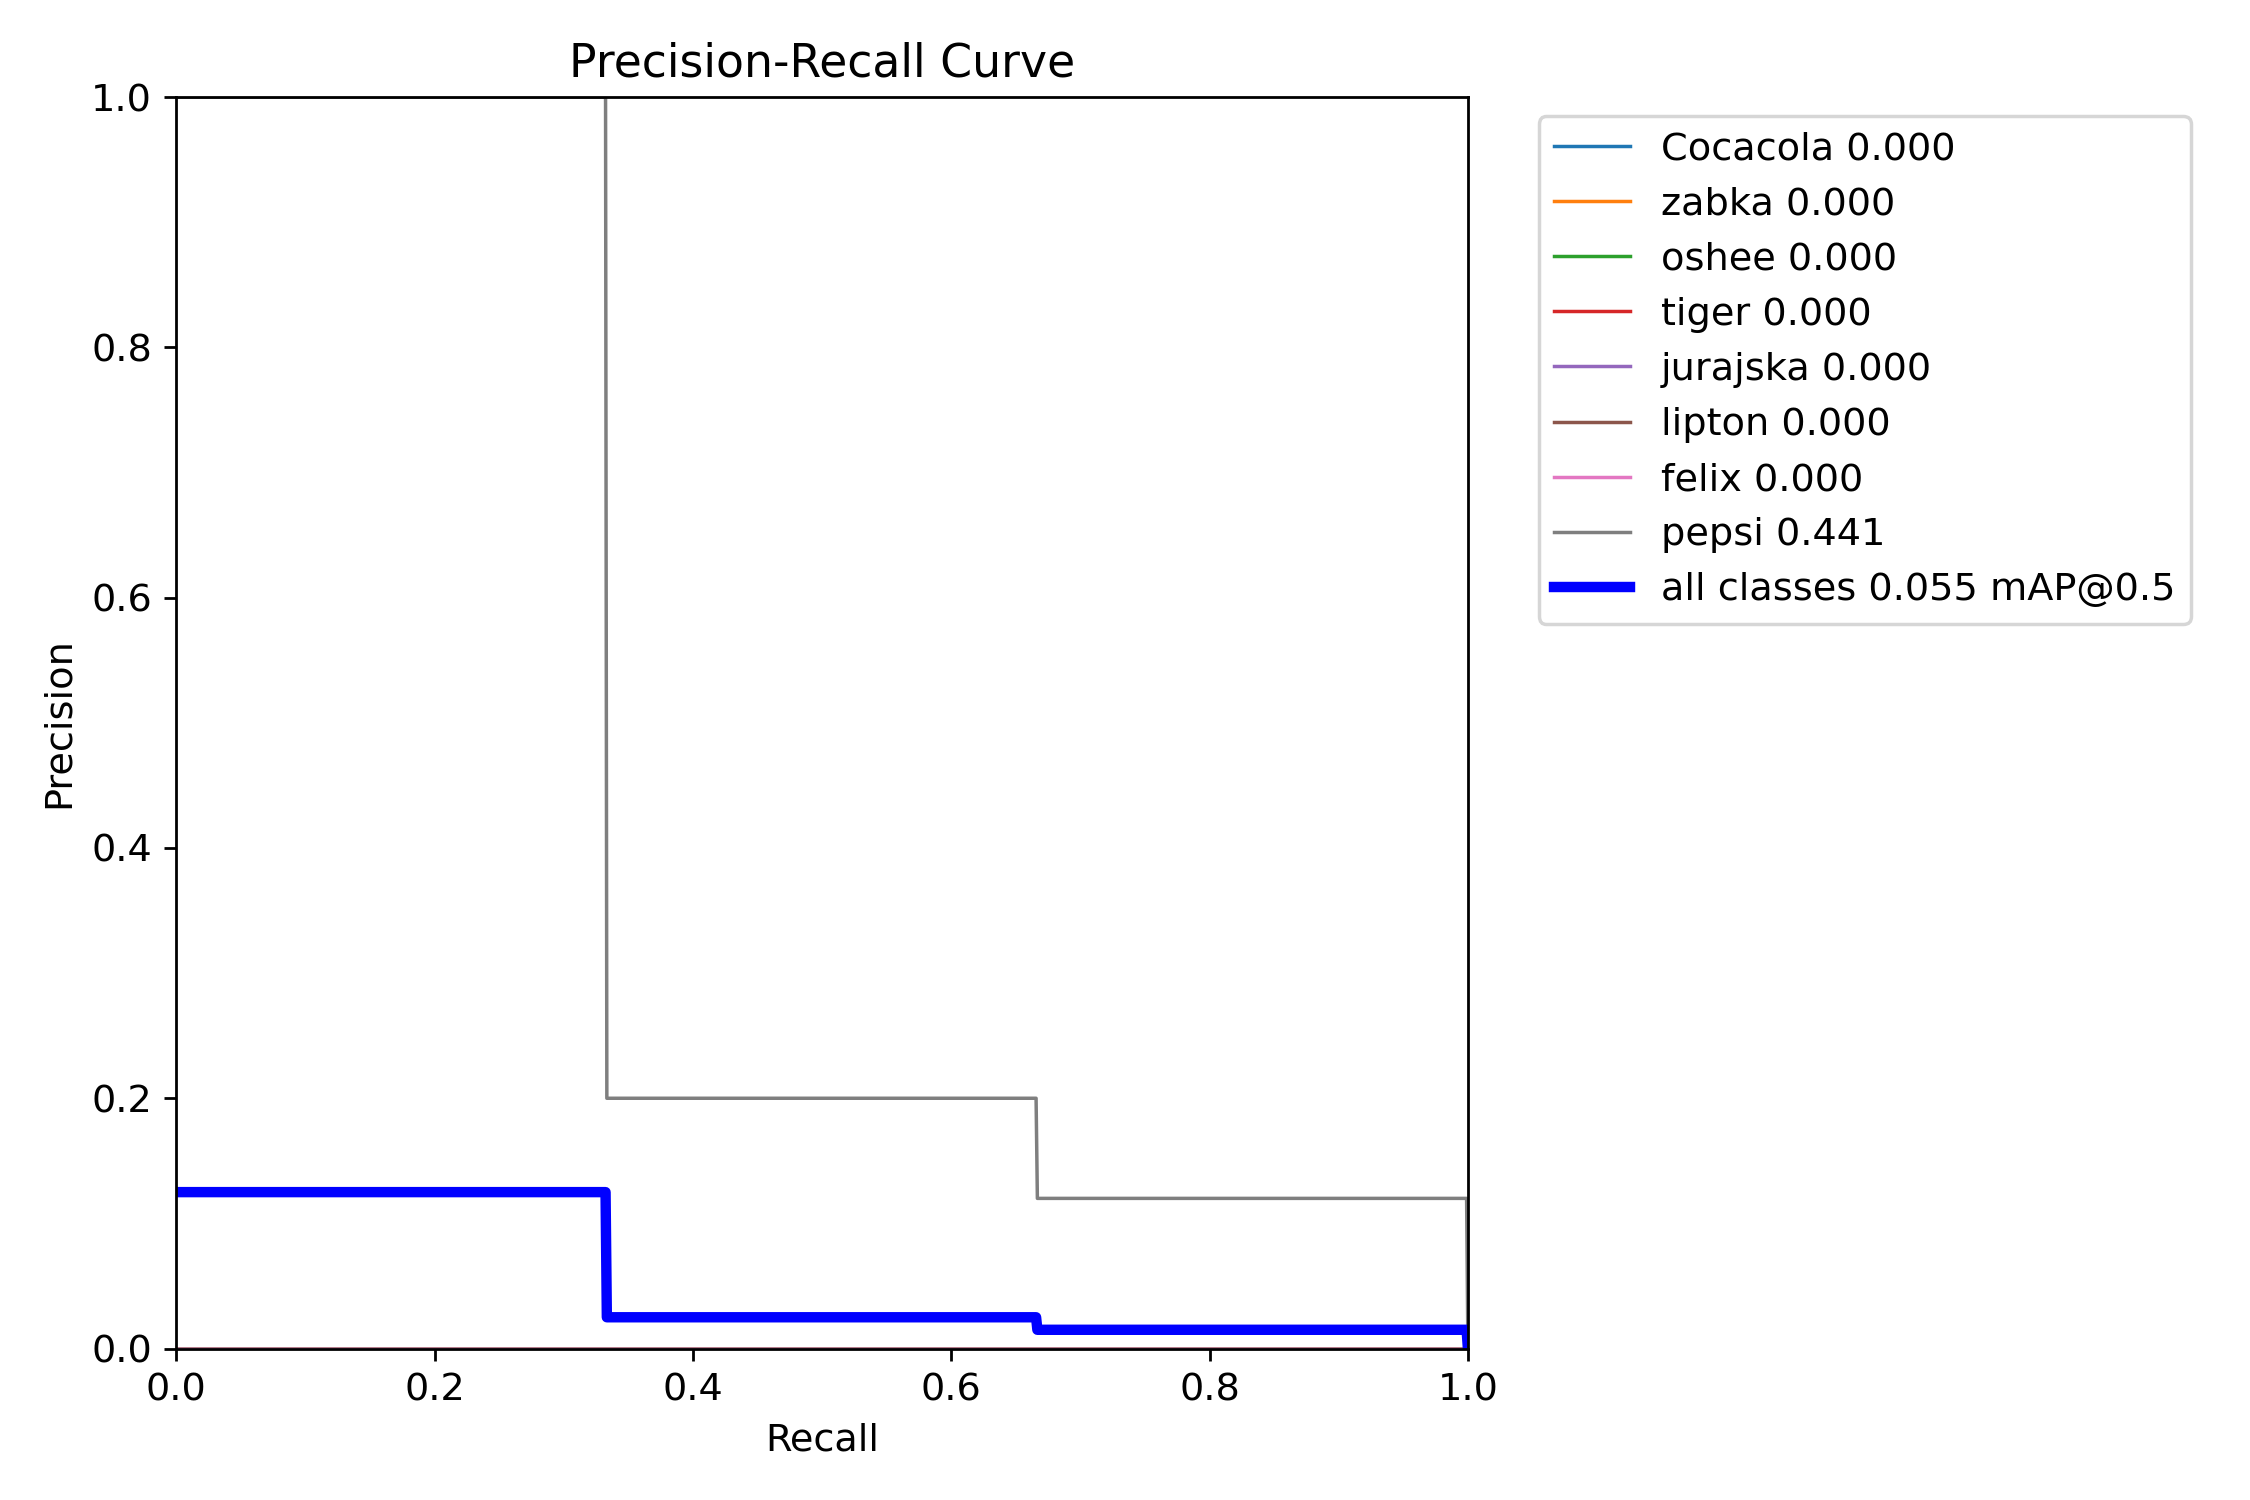 Precision-Recall Curve
1.0
0.8
0.6
0.4
0.2
0.0
Precision
0.0 0.2 0.4 0.6 0.8 1.0
Recall
Cocacola 0.000
zabka 0.000
oshee 0.000
tiger 0.000
jurajska 0.000
lipton 0.000
felix 0.000
pepsi 0.441
all classes 0.055 mAP@0.5